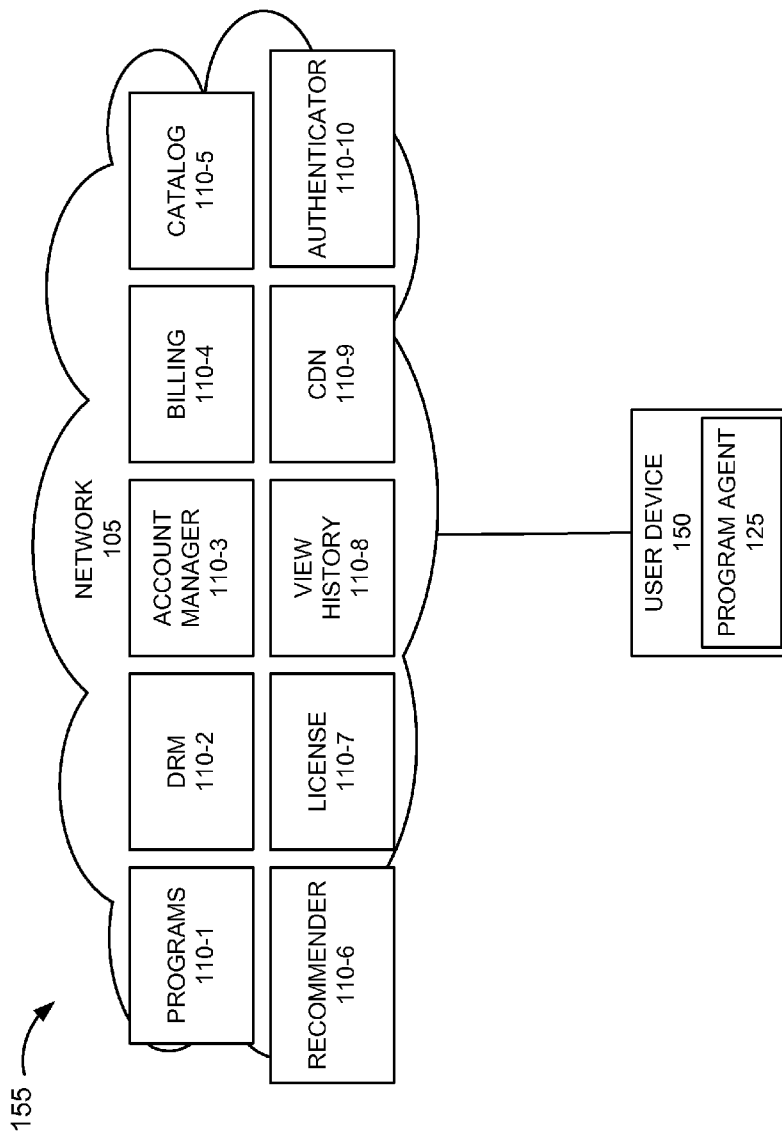 155
NETWORK
105
PROGRAMS
110-1
DRM
110-2
ACCOUNT
MANAGER
110-3
BILLING
110-4
CATALOG
110-5
RECOMMENDER
110-6
LICENSE
110-7
VIEW
HISTORY
110-8
CDN
110-9
AUTHENTICATOR
110-10
USER DEVICE
150
PROGRAM AGENT
125